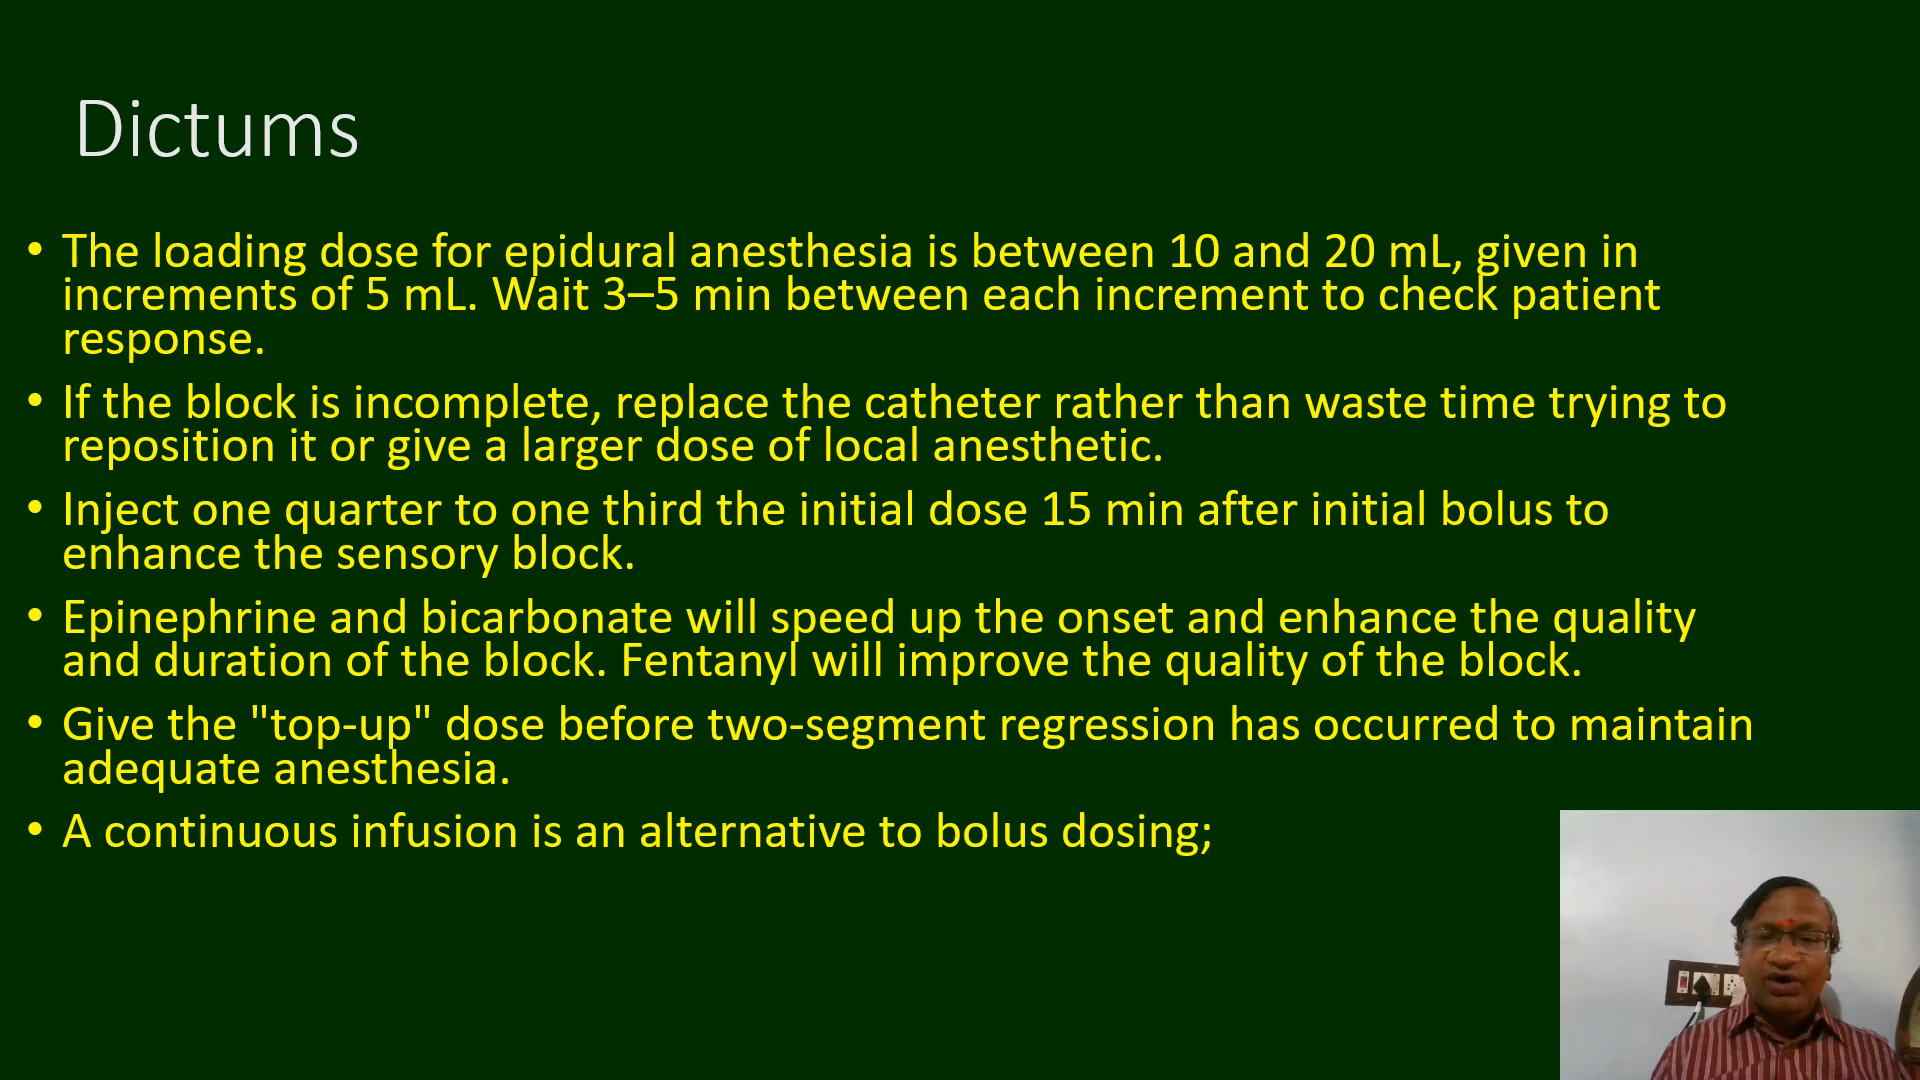 Dictums
• The loading dose for epidural anesthesia is between 10 and 20 mL, given in
increments of 5 mL. Wait 3–5 min between each increment to check patient
response.
• If the block is incomplete, replace the catheter rather than waste time trying to
reposition it or give a larger dose of local anesthetic.
• Inject one quarter to one third the initial dose 15 min after initial bolus to
enhance the sensory block.
• Epinephrine and bicarbonate will speed up the onset and enhance the quality
and duration of the block. Fentanyl will improve the quality of the block.
• Give the "top-up" dose before two-segment regression has occurred to maintain
adequate anesthesia.
• A continuous infusion is an alternative to bolus dosing;